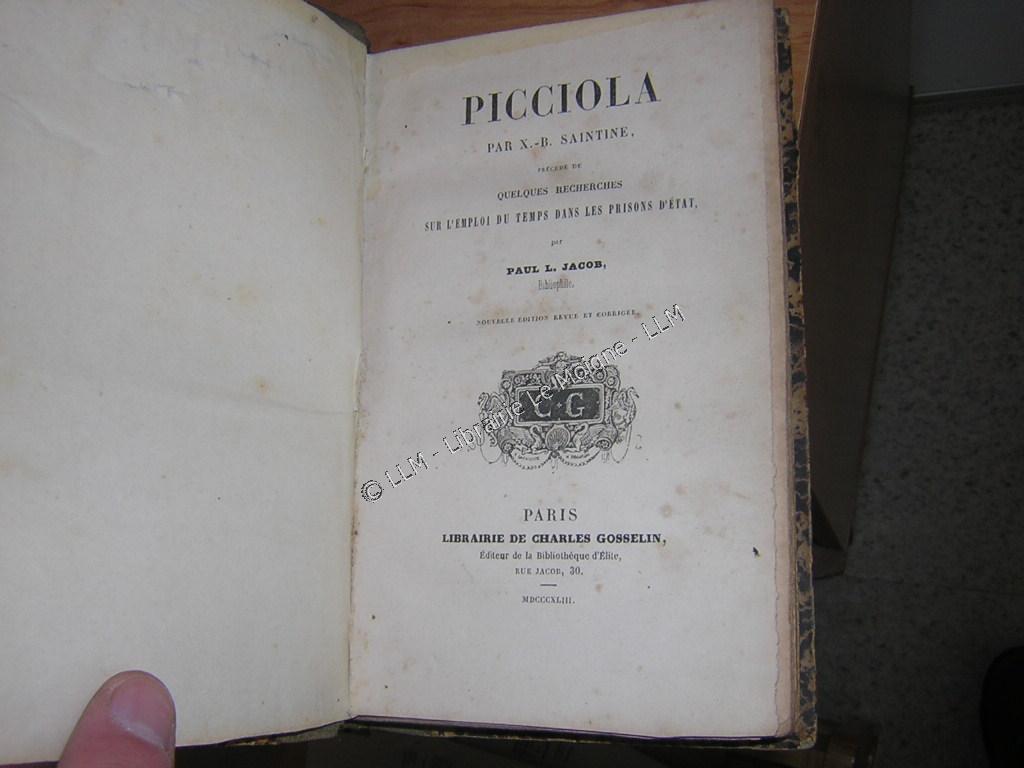 PICCIOLA
PAR X.-B. SAINTINE,
PRÉCÉDÉ DE
QUELQUES RECHERCHES
SUR L'EMPLOI DU TEMPS DANS LES PRISONS D'ÉTAT,
par
PAUL L. JACOB,
Bibliophile.
NOUVELLE ÉDITION REVUE ET CORRIGÉE.
C G
© LLM - Librairie Le Moigne - LLM
PARIS
LIBRAIRIE DE CHARLES GOSSELIN,
Éditeur de la Bibliothèque d'Élite,
RUE JACOB, 30.
MDCCCXLIII.